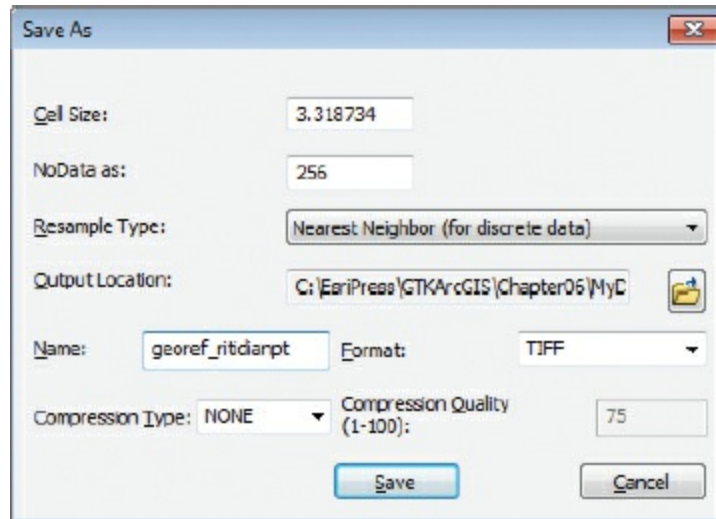 Save As
Cell Size: 3.318734
NoData as: 256
Resample Type: Nearest Neighbor (for discrete data)
Output Location: C:\EsriPress\GTKArcGIS\Chapter06\MyD
Name: georef_ritidianpt Format: TIFF
Compression Type: NONE Compression Quality (1-100): 75
Save Cancel